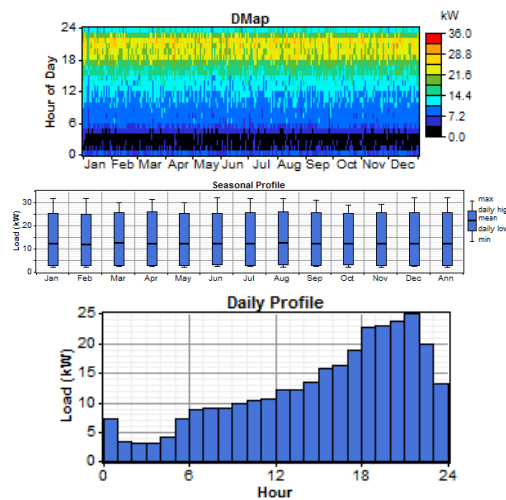 DMap
kW
24
18
12
6
0
Hour of Day
Jan Feb Mar Apr May Jun Jul Aug Sep Oct Nov Dec
36.0
28.8
21.6
14.4
7.2
0.0
Seasonal Profile
30
20
10
0
Load (kW)
Jan Feb Mar Apr May Jun Jul Aug Sep Oct Nov Dec Ann
max
daily high
mean
daily low
min
Daily Profile
25
20
15
10
5
0
Load (kW)
0 6 12 18 24
Hour